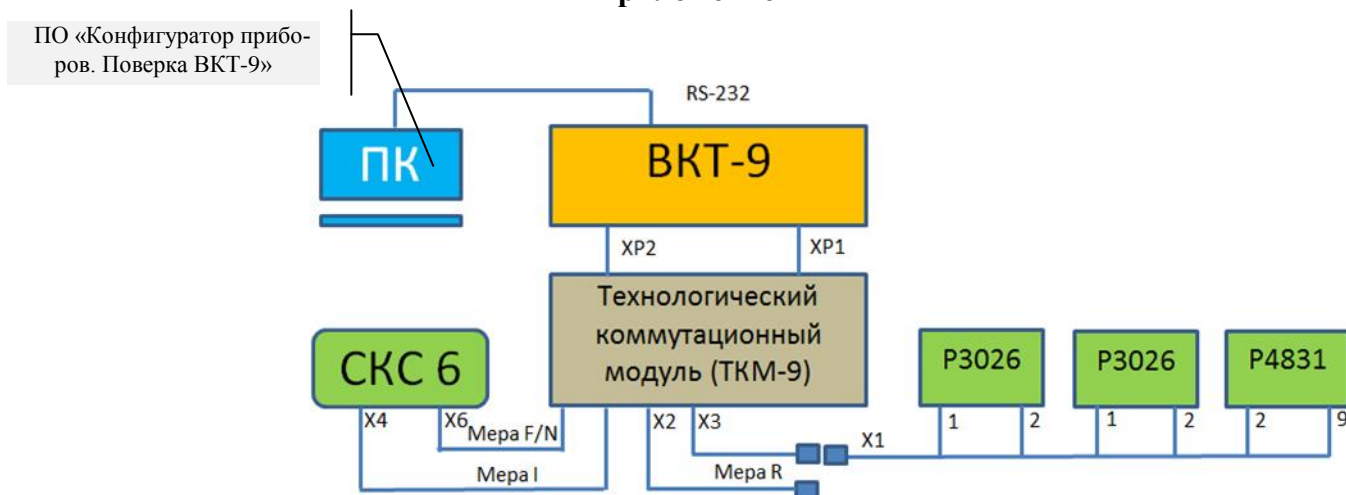 ПО «Конфигуратор прибо-
ров. Поверка ВКТ-9»
RS-232
ПК
ВКТ-9
XP2
XP1
Технологический
коммутационный
модуль (ТКМ-9)
СКС 6
Р3026
Р3026
Р4831
X4
X6
Мера F/N
X2
X3
X1
1
2
1
2
2
9
Мера I
Мера R